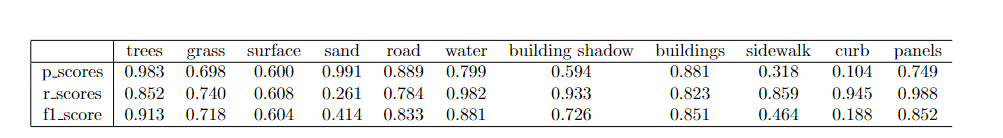 trees grass surface sand road water building shadow buildings sidewalk curb panels
p_scores 0.983 0.698 0.600 0.991 0.889 0.799 0.594 0.881 0.318 0.104 0.749
r_scores 0.852 0.740 0.608 0.261 0.784 0.982 0.933 0.823 0.859 0.945 0.988
f1_score 0.913 0.718 0.604 0.414 0.833 0.881 0.726 0.851 0.464 0.188 0.852